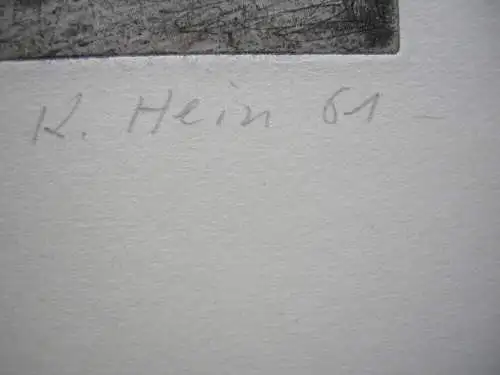 K. Hein 61 -